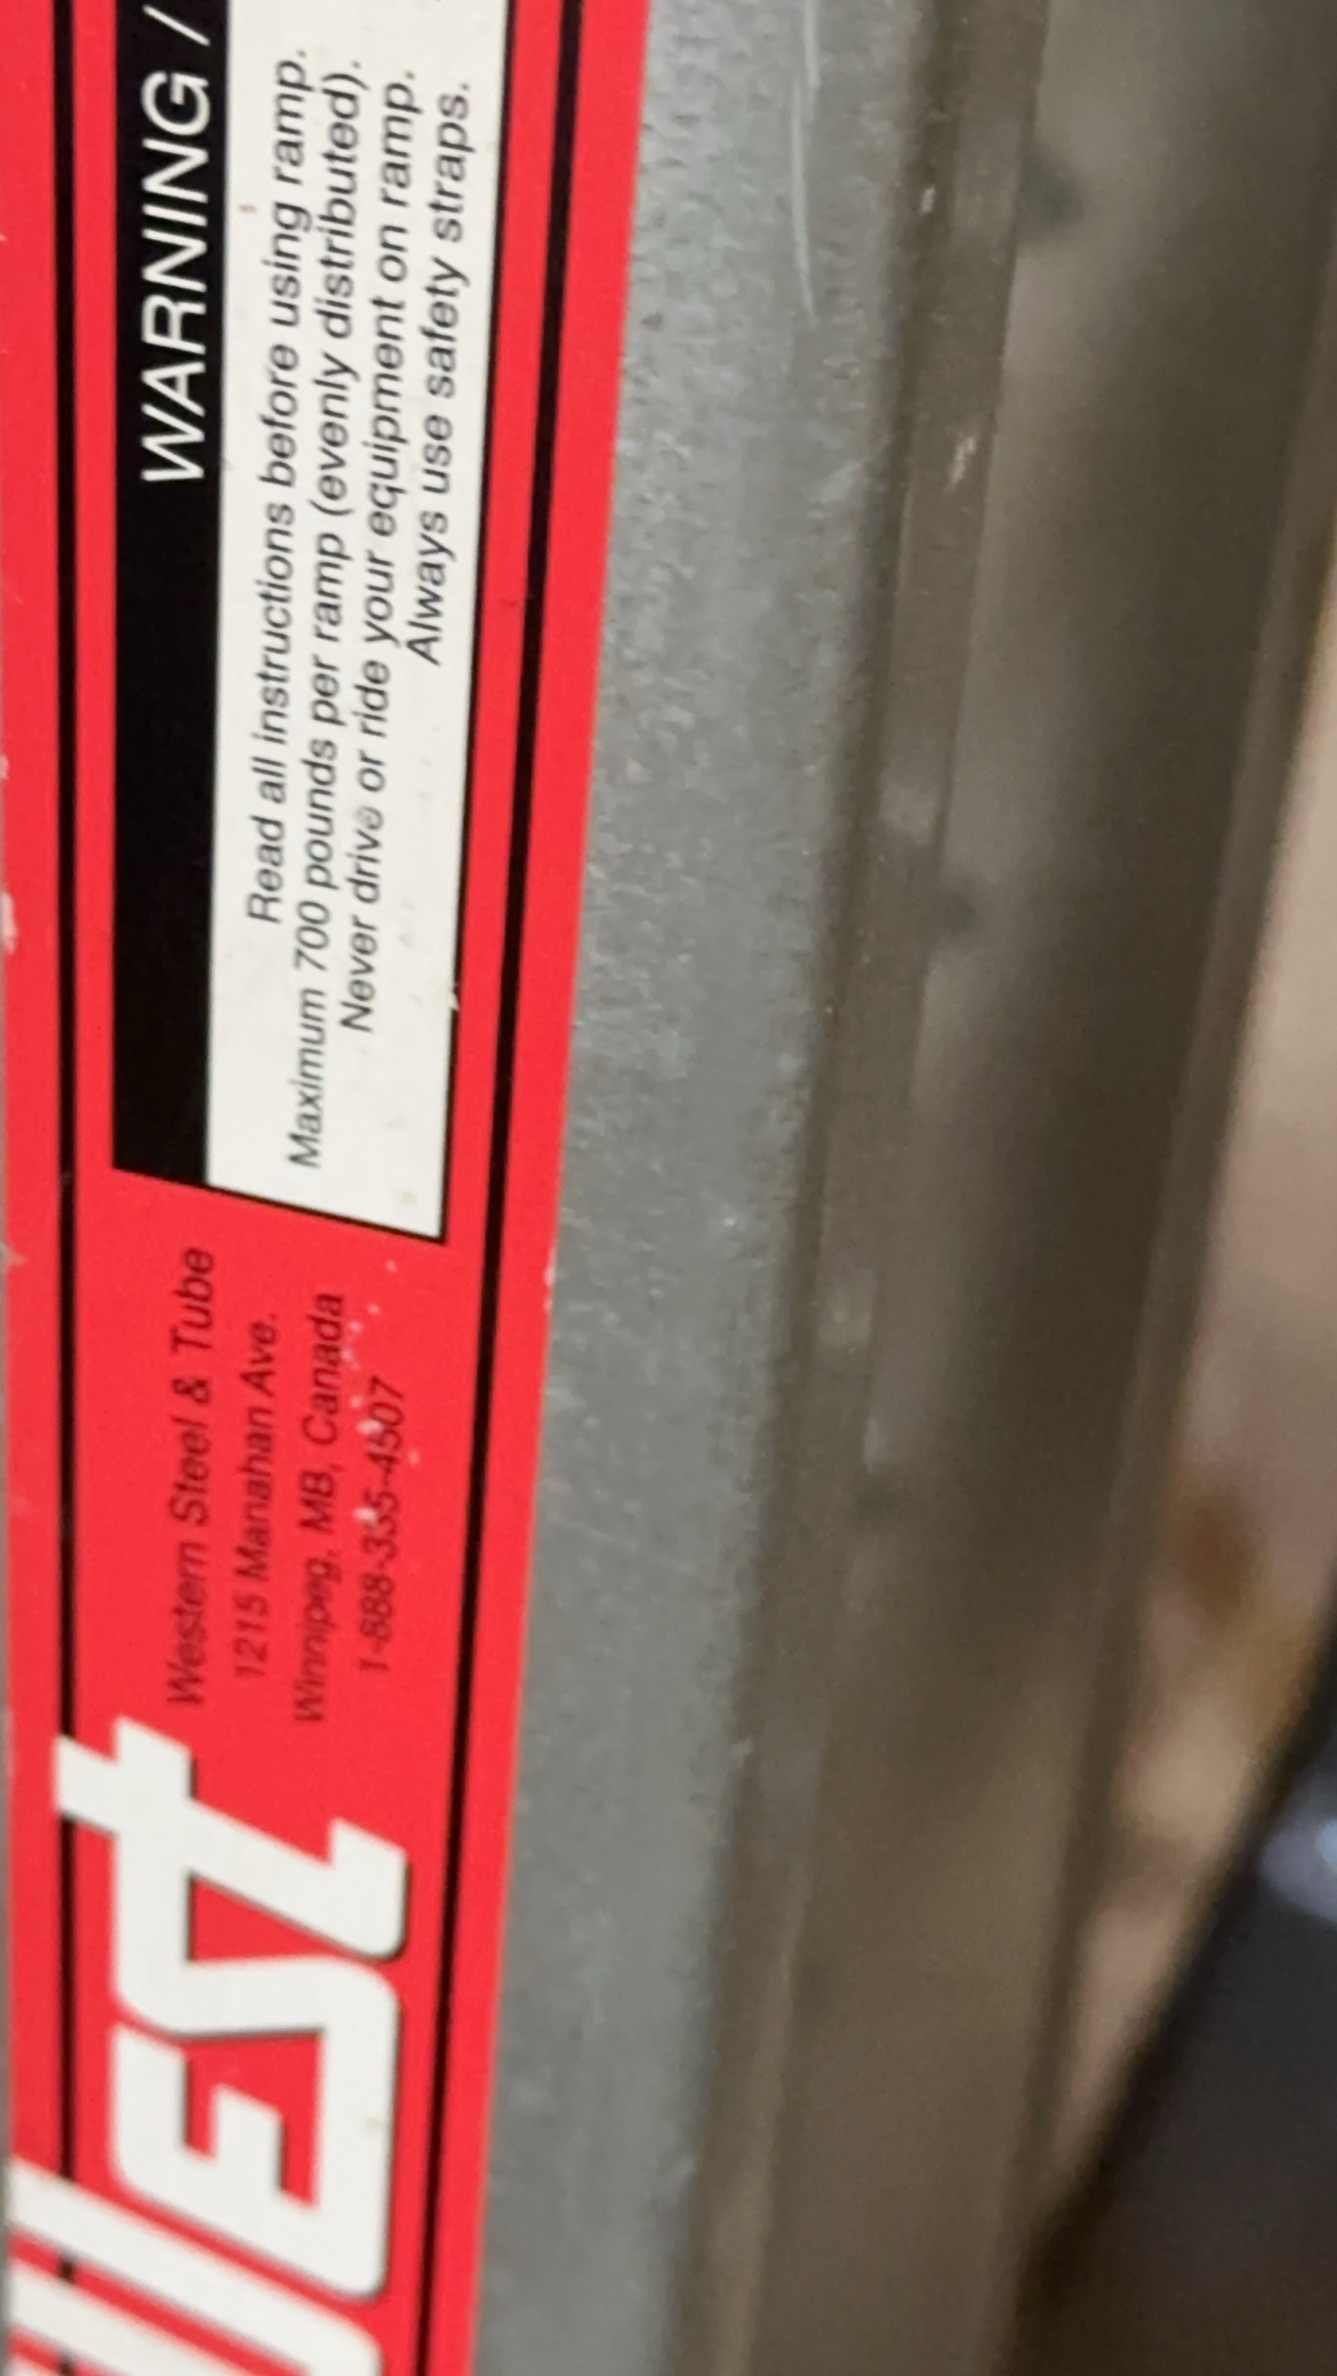 West
Western Steel & Tube
1215 Manahan Ave.
Winnipeg, MB, Canada
1-888-335-4507
WARNING /
Read all instructions before using ramp.
Maximum 700 pounds per ramp (evenly distributed).
Never drive or ride your equipment on ramp.
Always use safety straps.